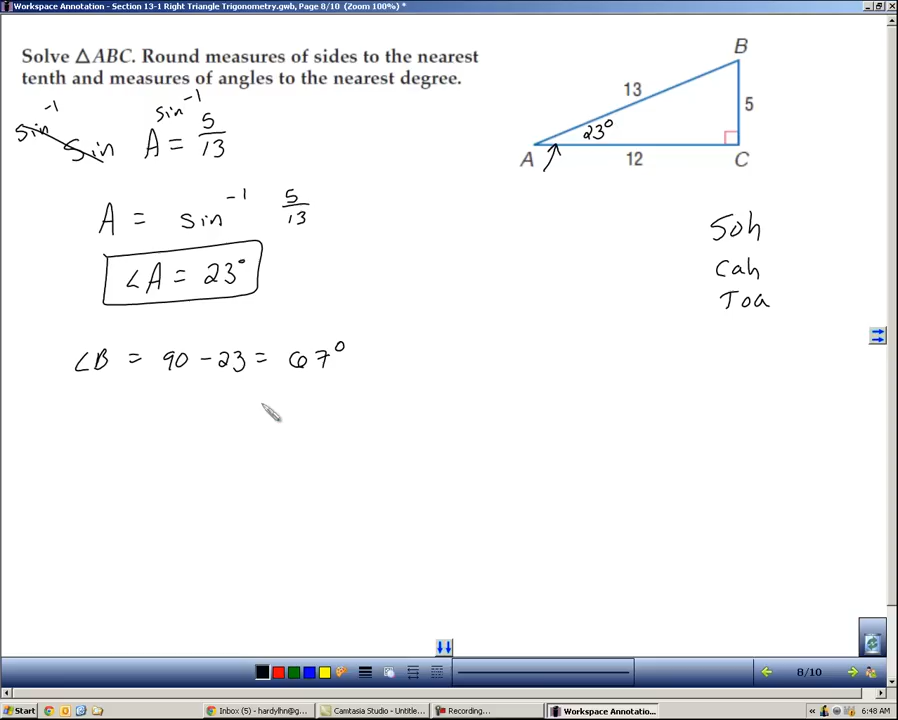 Workspace Annotation - Section 13-1 Right Triangle Trigonometry.gwb, Page 8/10 (Zoom 100%) *
Solve △ABC. Round measures of sides to the nearest
tenth and measures of angles to the nearest degree.
B
13
5
23°
A
12
C
sin⁻¹ sin A = sin⁻¹ 5/13
A = sin⁻¹ 5/13
∠A = 23°
∠B = 90 - 23 = 67°
Soh
Cah
Toa
8/10
Start
Inbox (5) - hardylhn@g...
Camtasia Studio - Untitle...
Recording...
Workspace Annotation...
6:48 AM